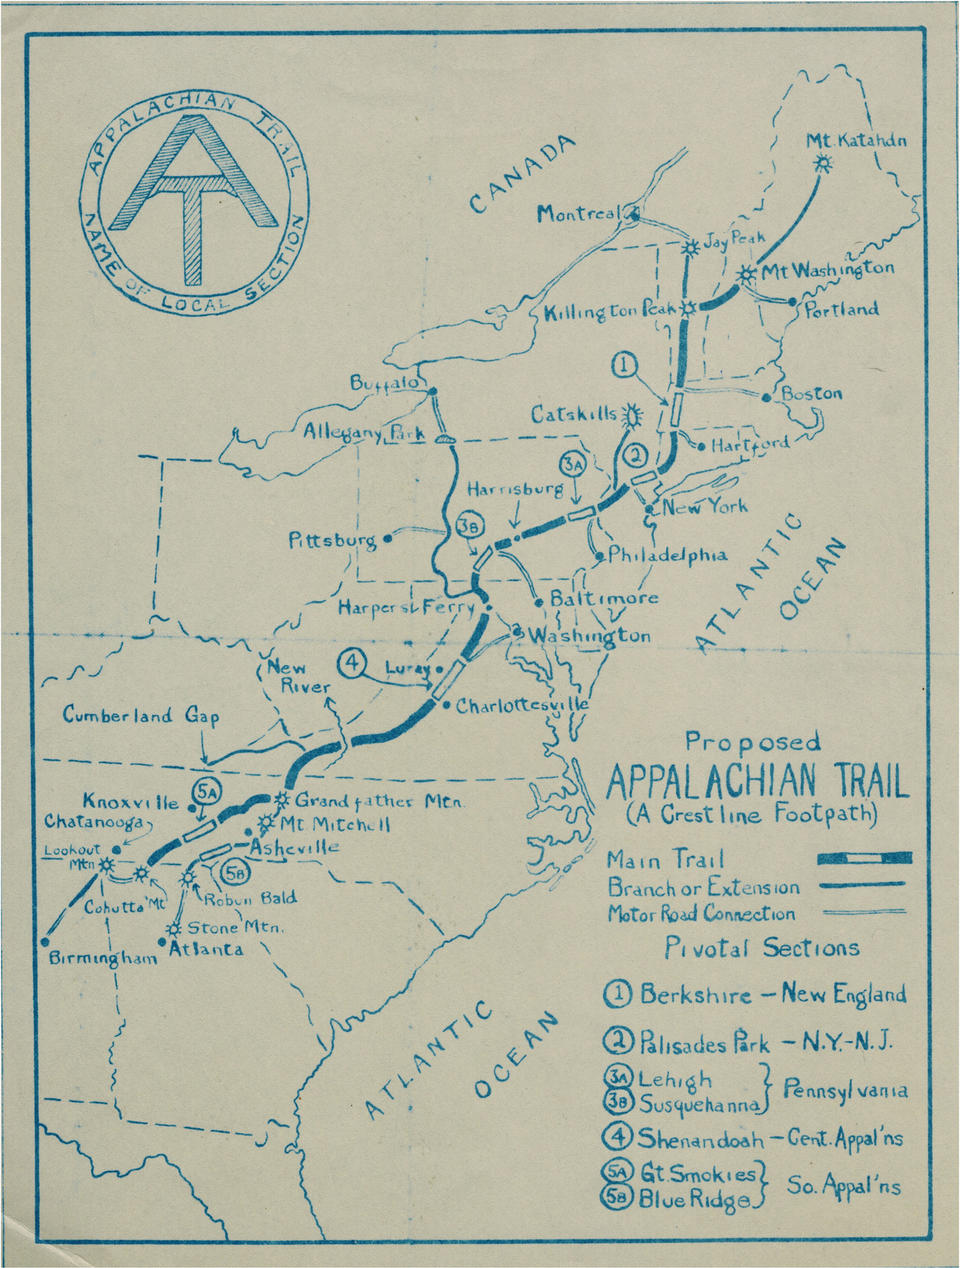 APPALACHIAN TRAIL
NAME OF LOCAL SECTION
AT
CANADA
Mt. Katahdn
Montreal
Jay Peak
Mt Washington
Killington Peak
Portland
1
Buffalo
Boston
Catskills
Allegany Park
Hartford
2
3A
Harrisburg
New York
3B
Pittsburg
Philadelphia
ATLANTIC
OCEAN
Harpers Ferry
Baltimore
Washington
4
Luray
New
River
Charlottesville
Cumberland Gap
5A
Knoxville
Grandfather Mtn.
Chatanooga
Mt. Mitchell
Asheville
Lookout
Mtn
5B
Cohutta Mt
Robun Bald
Stone Mtn.
Atlanta
Birmingham
ATLANTIC
OCEAN
Proposed
APPALACHIAN TRAIL
(A Crestline Footpath)
Main Trail
Branch or Extension
Motor Road Connection
Pivotal Sections
1 Berkshire – New England
2 Palisades Park – N.Y.-N.J.
3A Lehigh
3B Susquehanna } Pennsylvania
4 Shenandoah – Cent. Appal'ns
5A Gt. Smokies
5B Blue Ridge } So. Appal'ns